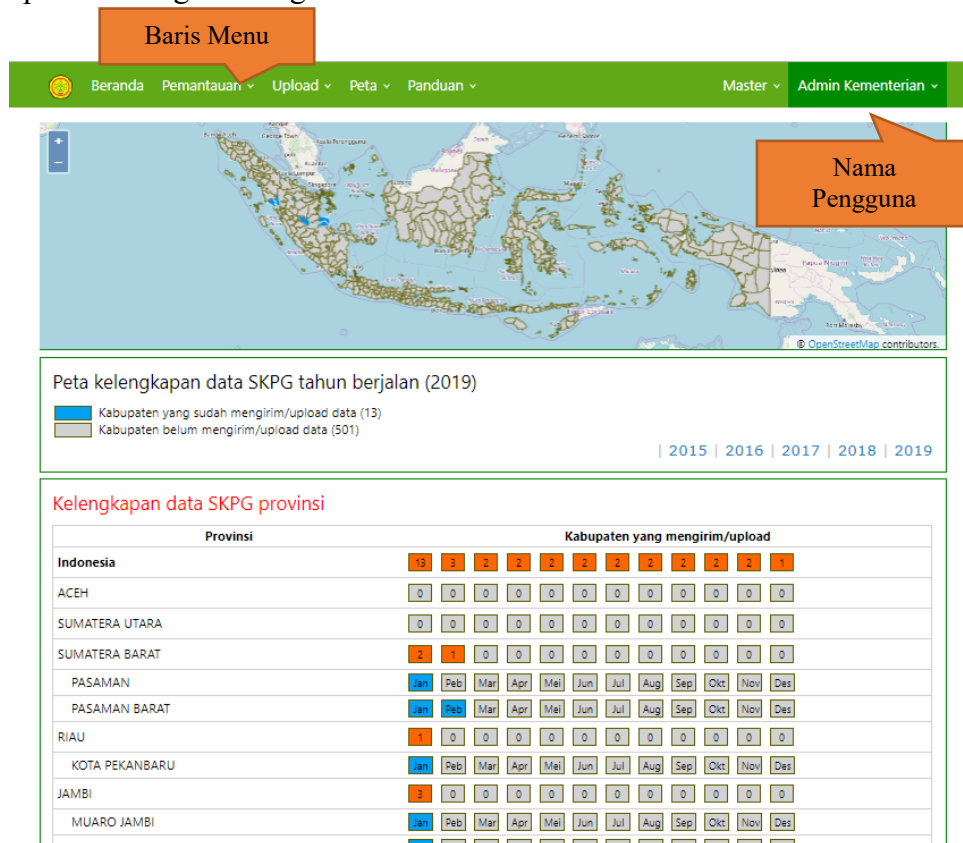 Baris Menu
Beranda Pemantauan Upload Peta Panduan Master Admin Kementerian
Nama
Pengguna
+
-
© OpenStreetMap contributors.
Peta kelengkapan data SKPG tahun berjalan (2019)
Kabupaten yang sudah mengirim/upload data (13)
Kabupaten belum mengirim/upload data (501)
| 2015 | 2016 | 2017 | 2018 | 2019
Kelengkapan data SKPG provinsi
Provinsi Kabupaten yang mengirim/upload
Indonesia 13 3 2 2 2 2 2 2 2 2 2 1
ACEH 0 0 0 0 0 0 0 0 0 0 0 0
SUMATERA UTARA 0 0 0 0 0 0 0 0 0 0 0 0
SUMATERA BARAT 2 1 0 0 0 0 0 0 0 0 0 0
PASAMAN Jan Peb Mar Apr Mei Jun Jul Aug Sep Okt Nov Des
PASAMAN BARAT Jan Peb Mar Apr Mei Jun Jul Aug Sep Okt Nov Des
RIAU 1 0 0 0 0 0 0 0 0 0 0 0
KOTA PEKANBARU Jan Peb Mar Apr Mei Jun Jul Aug Sep Okt Nov Des
JAMBI 3 0 0 0 0 0 0 0 0 0 0 0
MUARO JAMBI Jan Peb Mar Apr Mei Jun Jul Aug Sep Okt Nov Des